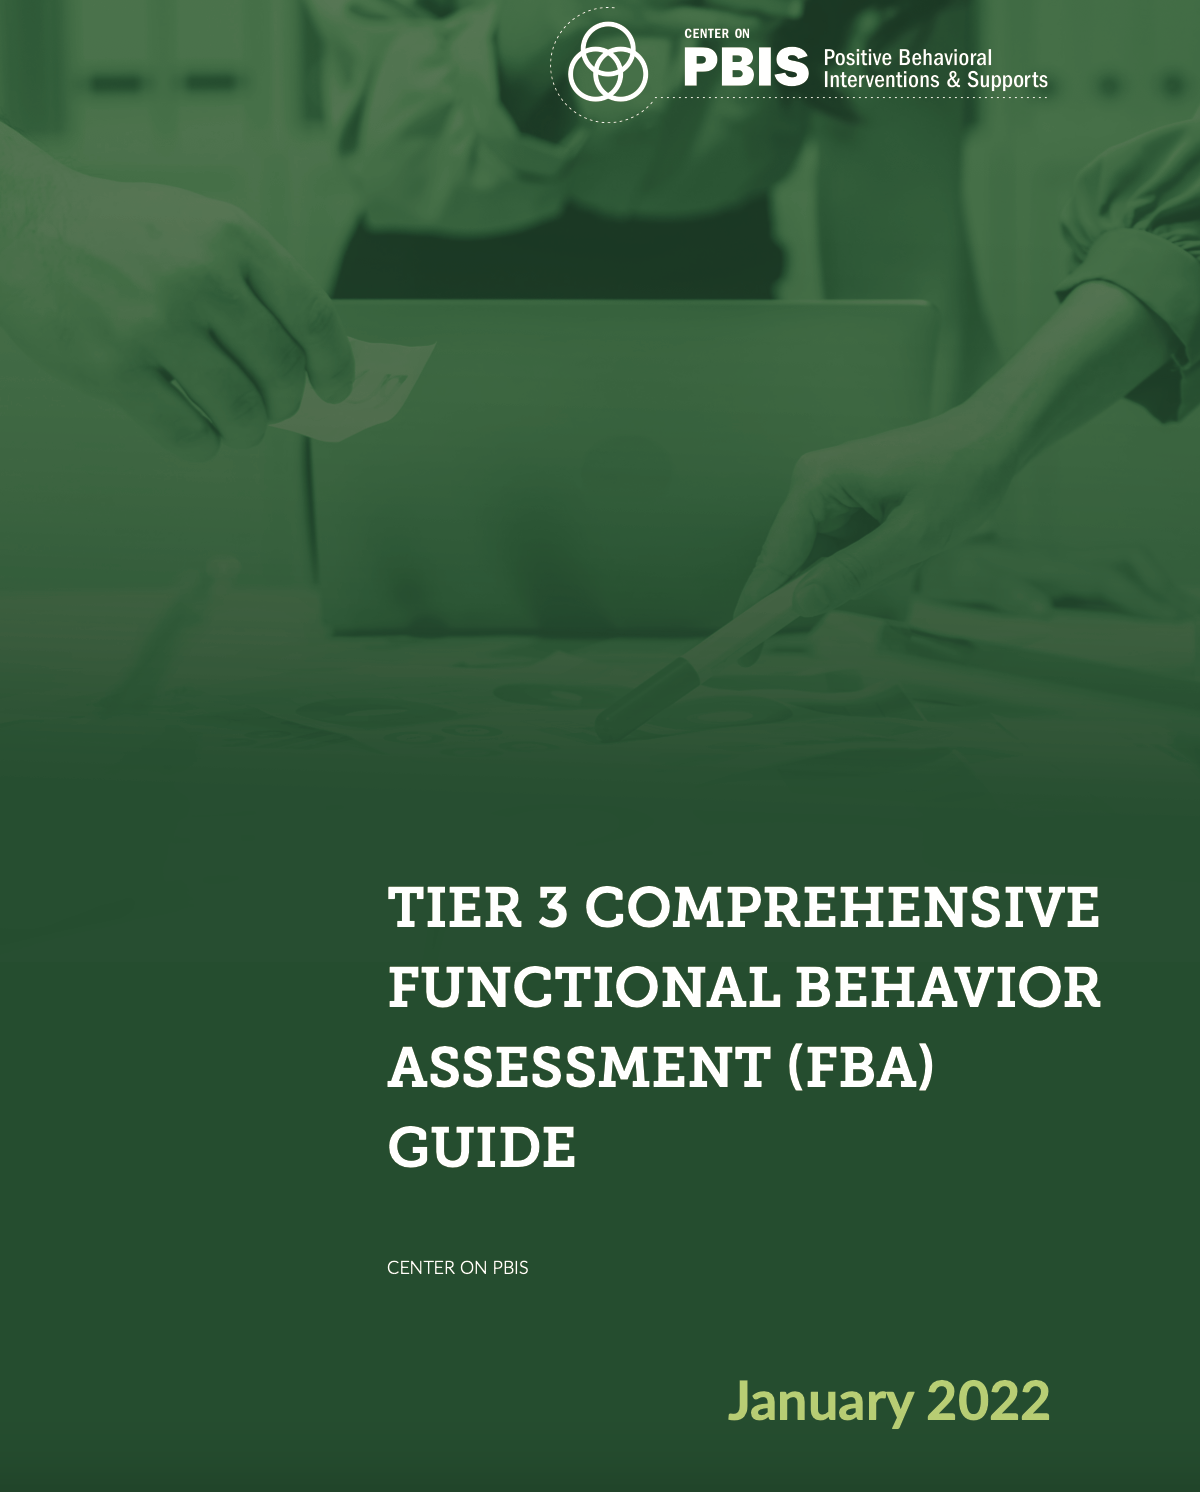 CENTER ON
PBIS
Positive Behavioral
Interventions & Supports
TIER 3 COMPREHENSIVE
FUNCTIONAL BEHAVIOR
ASSESSMENT (FBA)
GUIDE
CENTER ON PBIS
January 2022